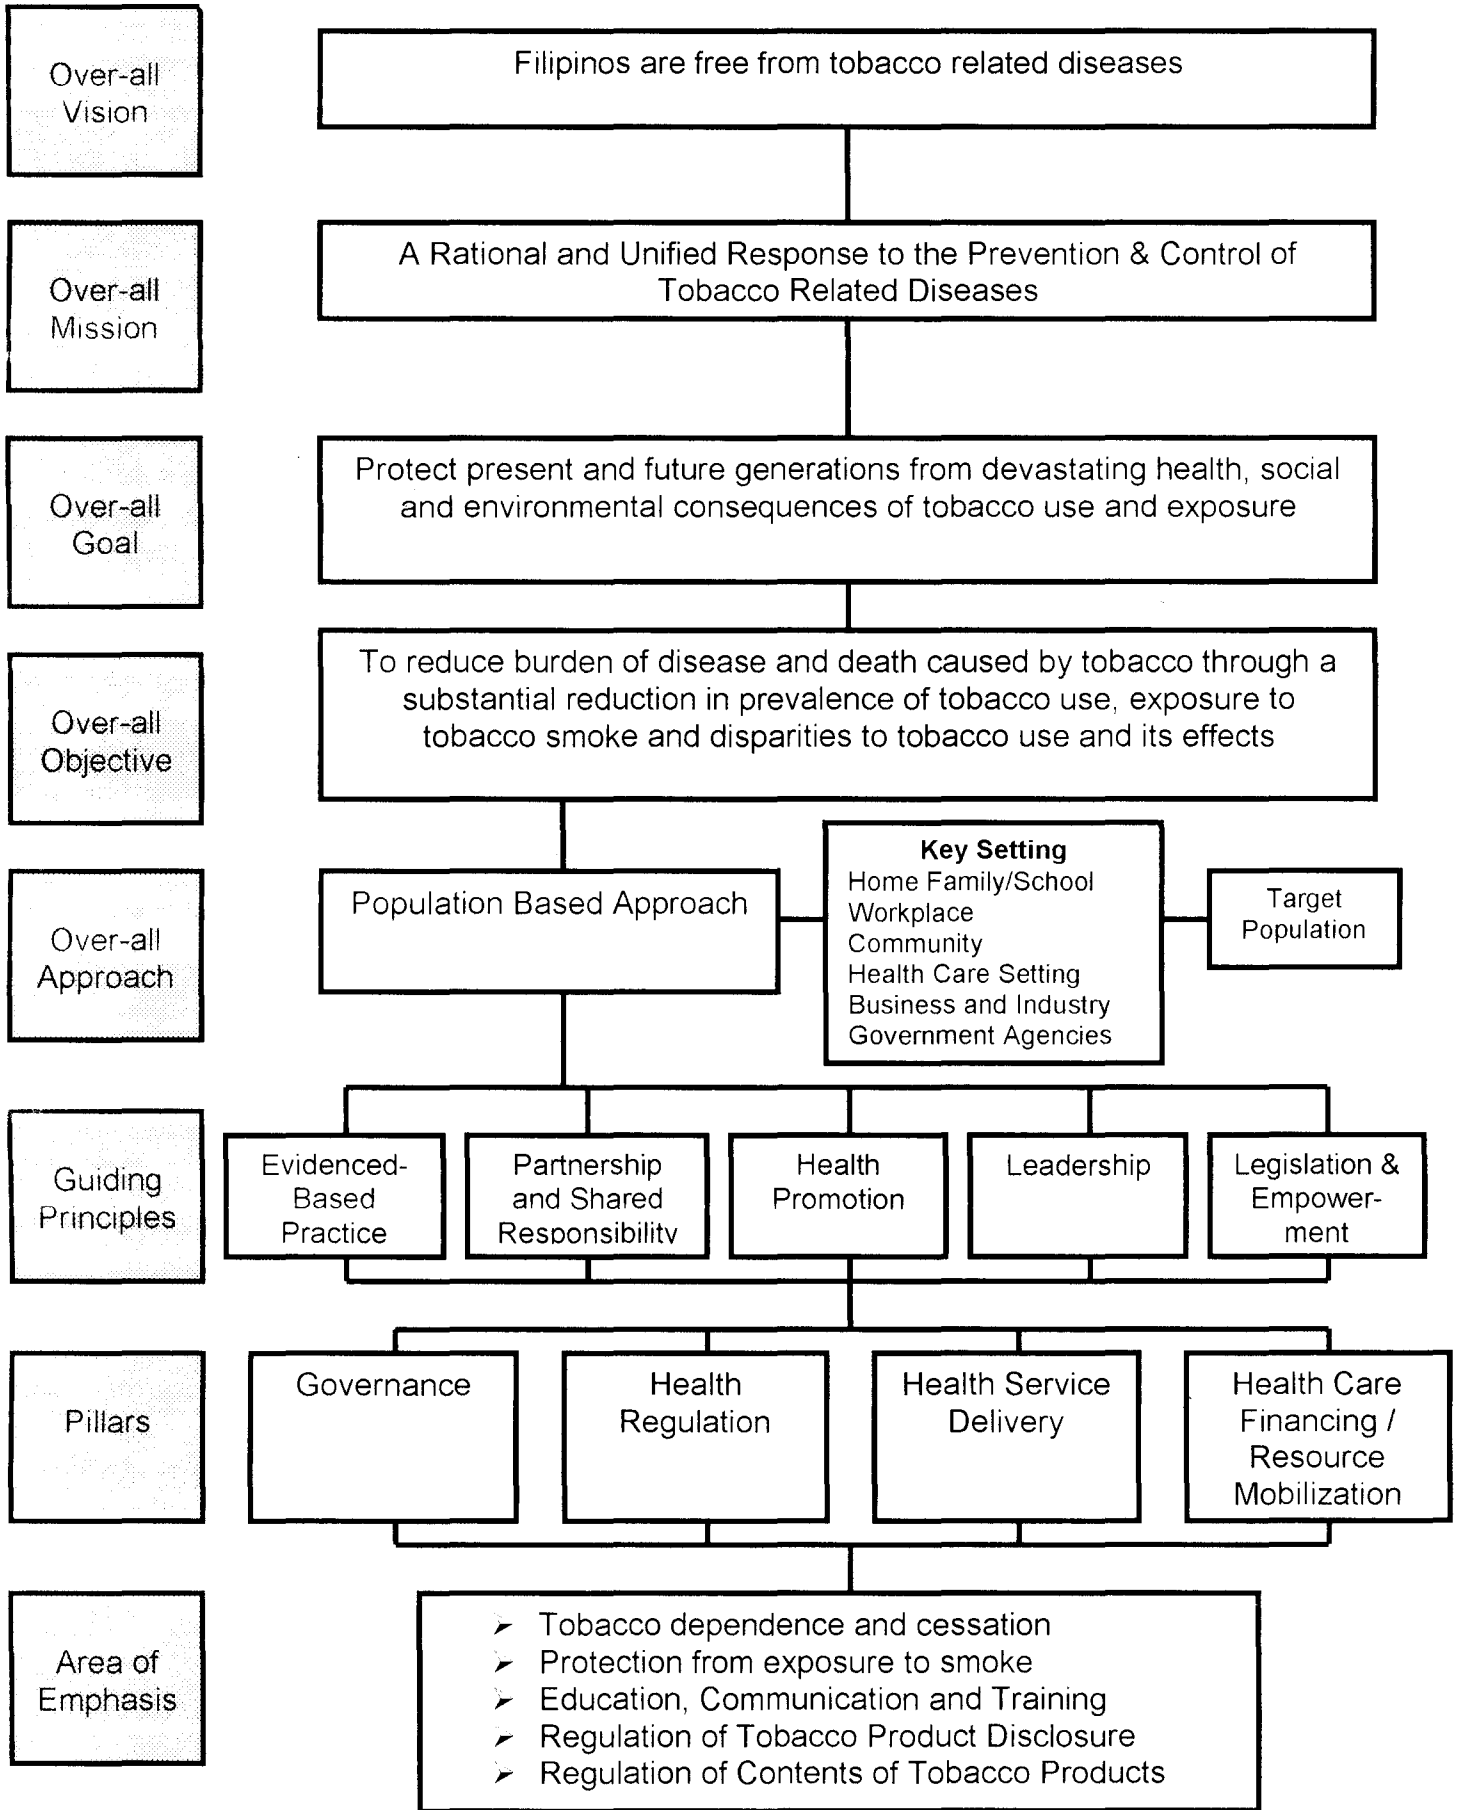 Over-all
Vision
Filipinos are free from tobacco related diseases
Over-all
Mission
A Rational and Unified Response to the Prevention & Control of
Tobacco Related Diseases
Over-all
Goal
Protect present and future generations from devastating health, social
and environmental consequences of tobacco use and exposure
Over-all
Objective
To reduce burden of disease and death caused by tobacco through a
substantial reduction in prevalence of tobacco use, exposure to
tobacco smoke and disparities to tobacco use and its effects
Over-all
Approach
Population Based Approach
Key Setting
Home Family/School
Workplace
Community
Health Care Setting
Business and Industry
Government Agencies
Target
Population
Guiding
Principles
Evidenced-
Based
Practice
Partnership
and Shared
Responsibility
Health
Promotion
Leadership
Legislation &
Empower-
ment
Pillars
Governance
Health
Regulation
Health Service
Delivery
Health Care
Financing /
Resource
Mobilization
Area of
Emphasis
➢ Tobacco dependence and cessation
➢ Protection from exposure to smoke
➢ Education, Communication and Training
➢ Regulation of Tobacco Product Disclosure
➢ Regulation of Contents of Tobacco Products